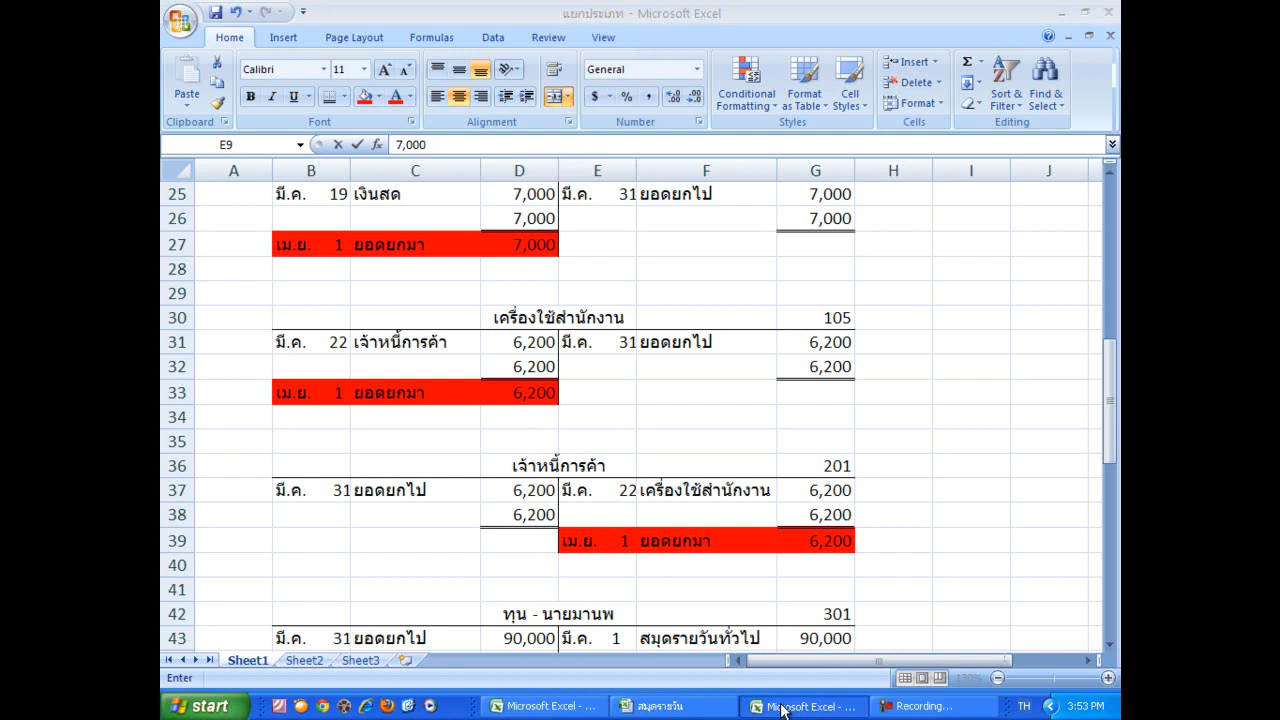 แยกประเภท - Microsoft Excel
Home Insert Page Layout Formulas Data Review View
Calibri 11 General Insert
Paste Conditional Formatting Format as Table Cell Styles Delete Sort & Filter Find & Select
B I U $ % , Format
Clipboard Font Alignment Number Styles Cells Editing
E9 7,000
A B C D E F G H I J
25 มี.ค. 19 เงินสด 7,000 มี.ค. 31 ยอดยกไป 7,000
26 7,000 7,000
27 เม.ย. 1 ยอดยกมา 7,000
28
29
30 เครื่องใช้สำนักงาน 105
31 มี.ค. 22 เจ้าหนี้การค้า 6,200 มี.ค. 31 ยอดยกไป 6,200
32 6,200 6,200
33 เม.ย. 1 ยอดยกมา 6,200
34
35
36 เจ้าหนี้การค้า 201
37 มี.ค. 31 ยอดยกไป 6,200 มี.ค. 22 เครื่องใช้สำนักงาน 6,200
38 6,200 6,200
39 เม.ย. 1 ยอดยกมา 6,200
40
41
42 ทุน - นายมานพ 301
43 มี.ค. 31 ยอดยกไป 90,000 มี.ค. 1 สมุดรายวันทั่วไป 90,000
Sheet1 Sheet2 Sheet3
Enter 130%
start Microsoft Excel - ... สมุดรายวัน Microsoft Excel - ... Recording... TH 3:53 PM